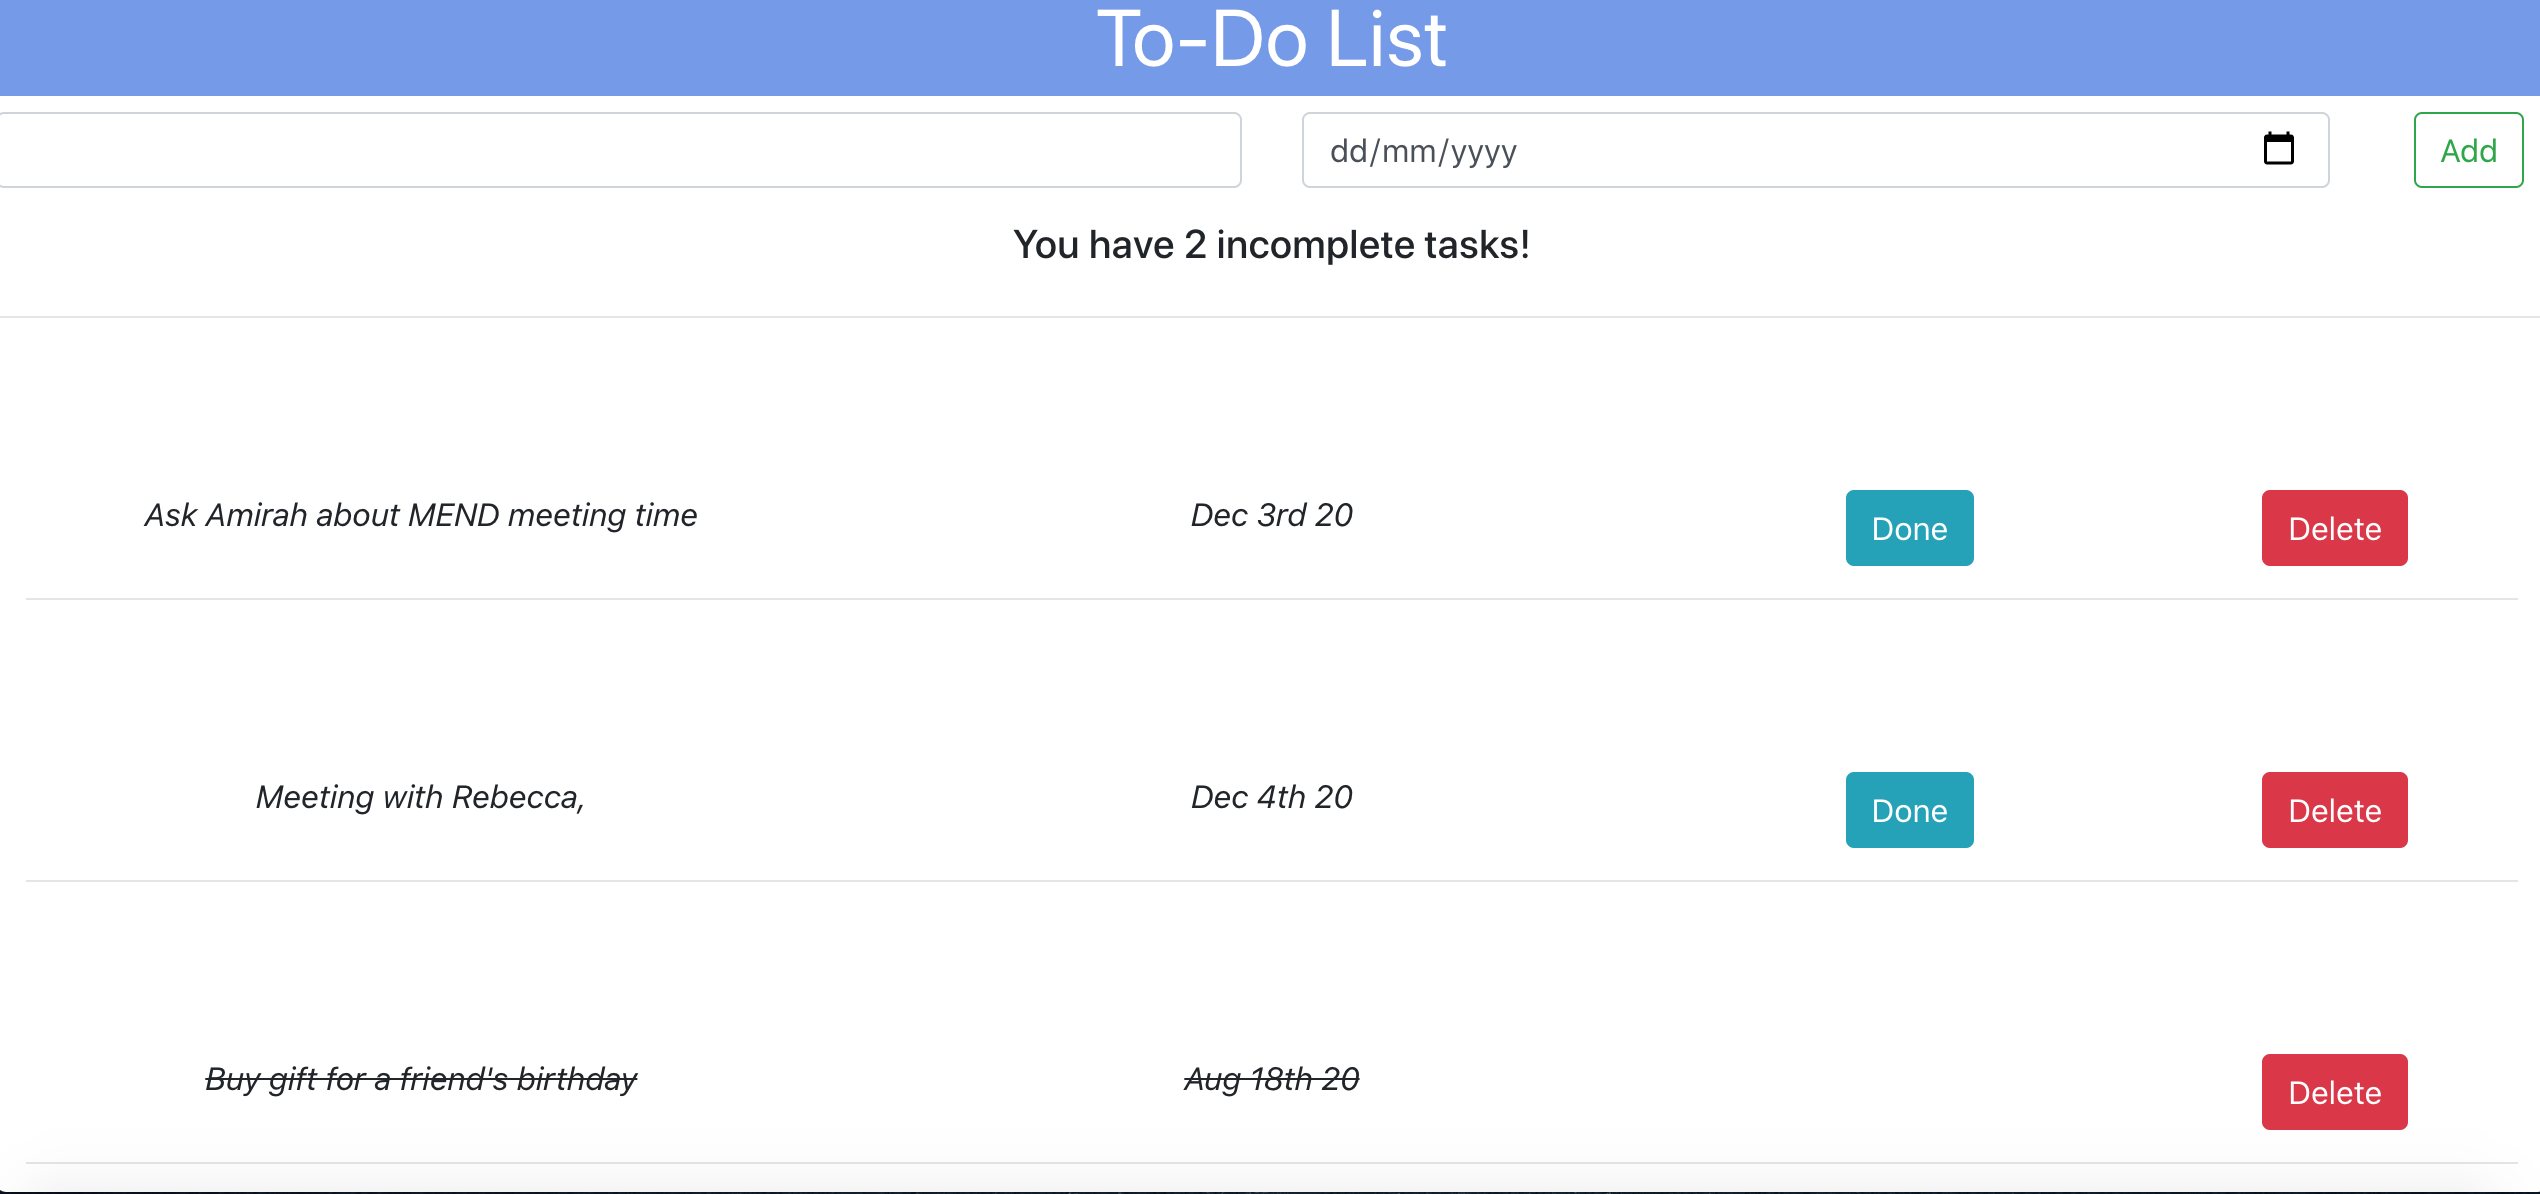 To-Do List
dd/mm/yyyy Add
You have 2 incomplete tasks!
Ask Amirah about MEND meeting time Dec 3rd 20 Done Delete
Meeting with Rebecca, Dec 4th 20 Done Delete
Buy gift for a friend's birthday Aug 18th 20 Delete